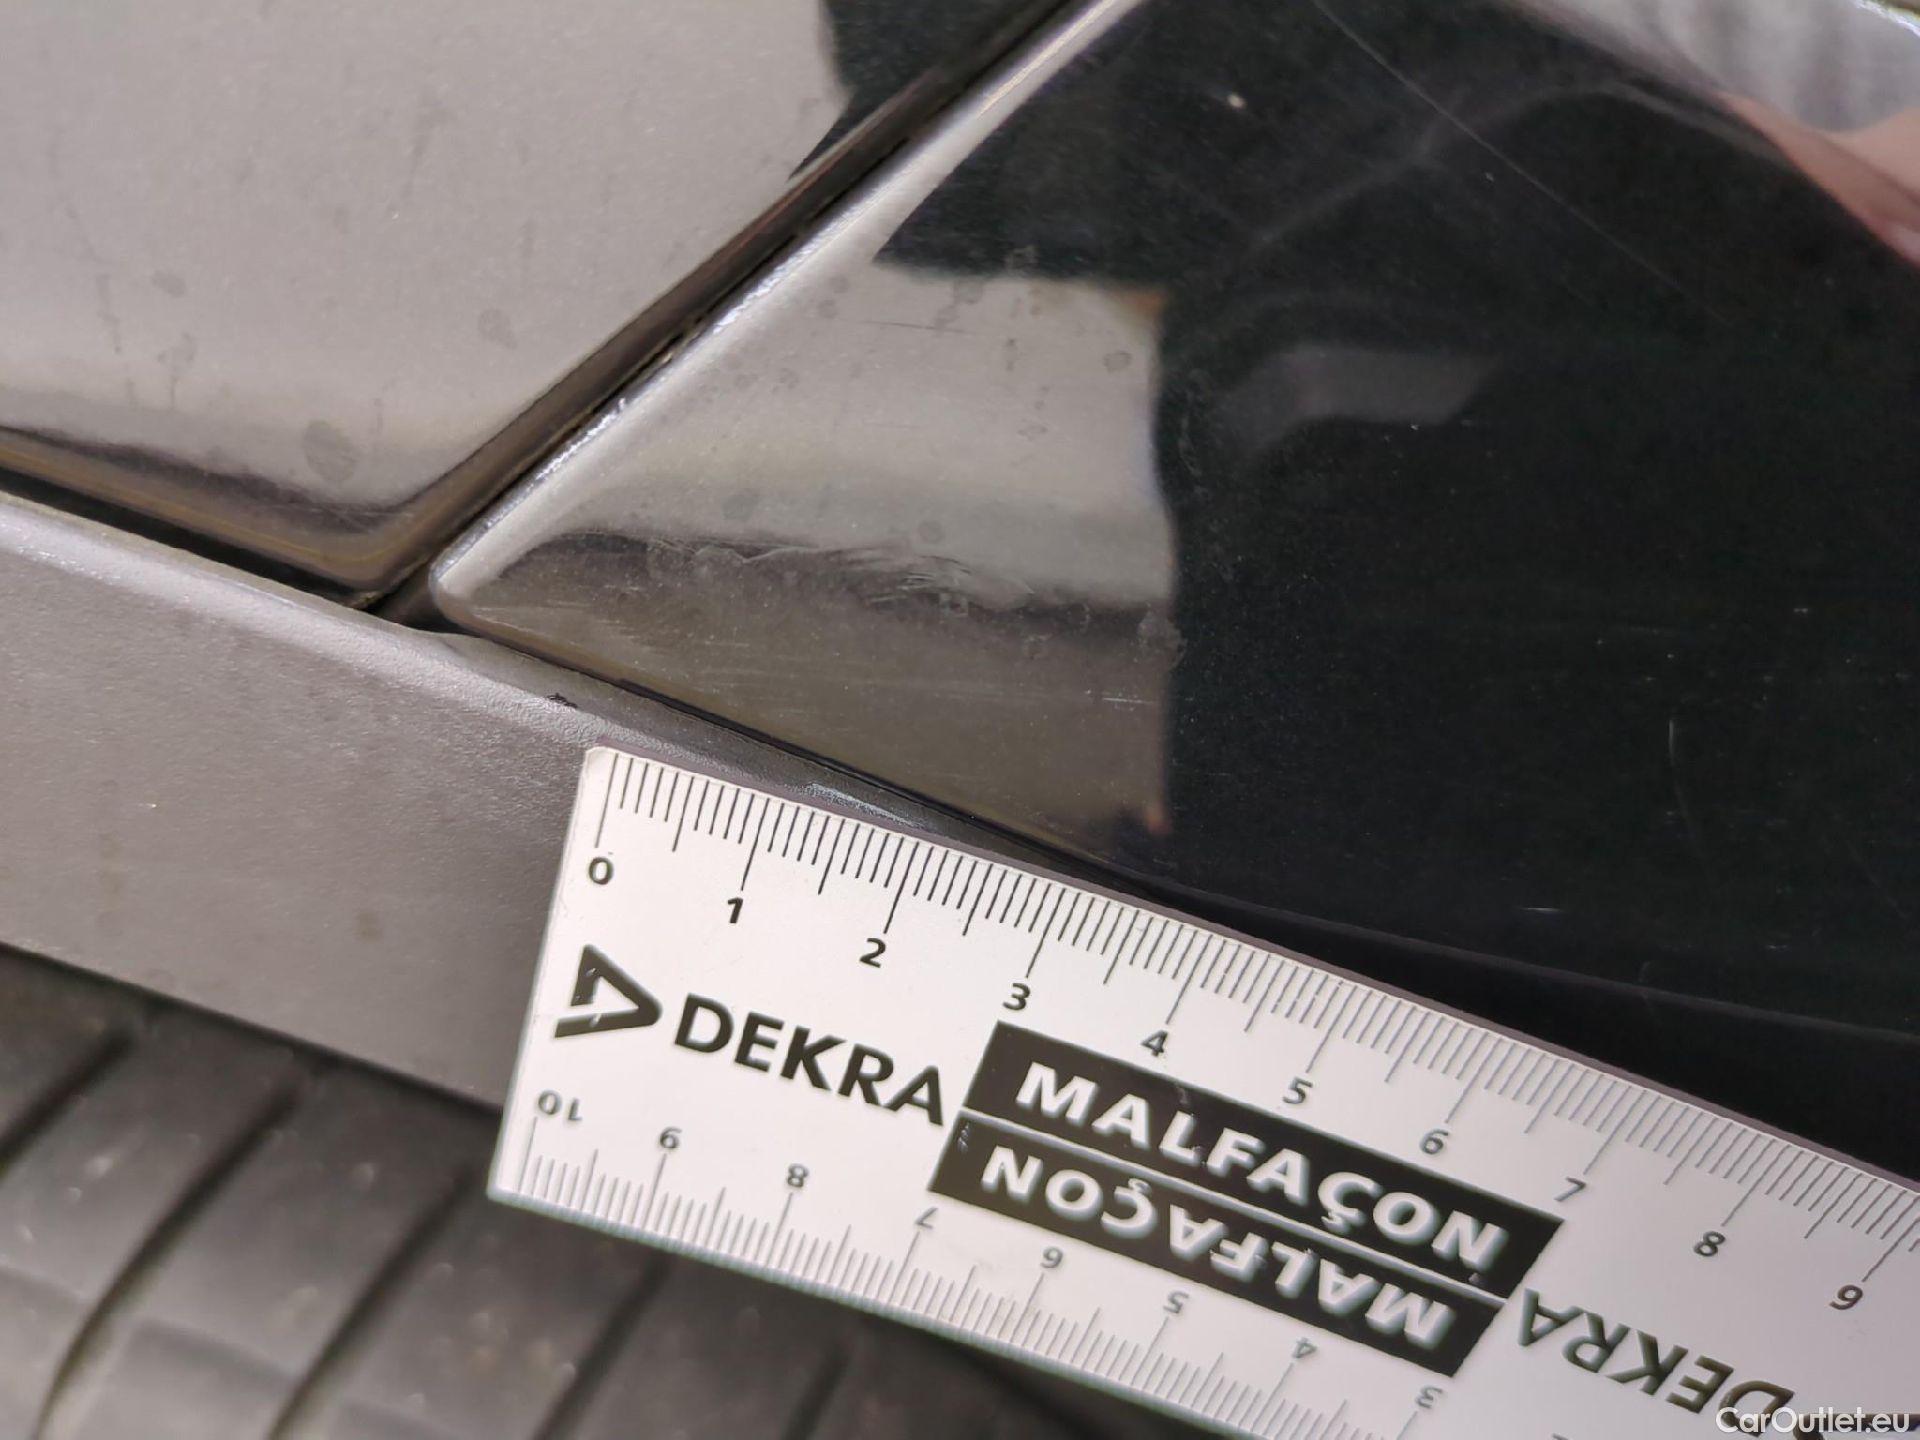 0 1 2 3 4 5 6 7 8 9
DEKRA MALFAÇON
MALFAÇON DEKRA
10 9 8 7 6 5 4 3
CarOutlet.eu